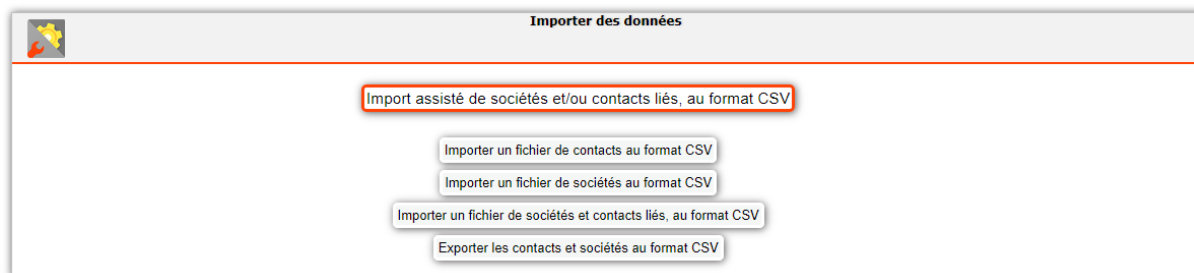 Importer des données
Import assisté de sociétés et/ou contacts liés, au format CSV
Importer un fichier de contacts au format CSV
Importer un fichier de sociétés au format CSV
Importer un fichier de sociétés et contacts liés, au format CSV
Exporter les contacts et sociétés au format CSV